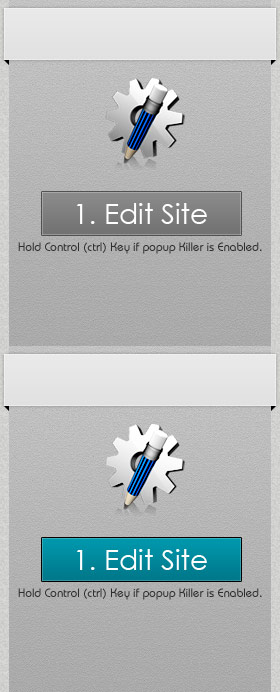 1. Edit Site
Hold Control (ctrl) Key if popup Killer is Enabled.
1. Edit Site
Hold Control (ctrl) Key if popup Killer is Enabled.